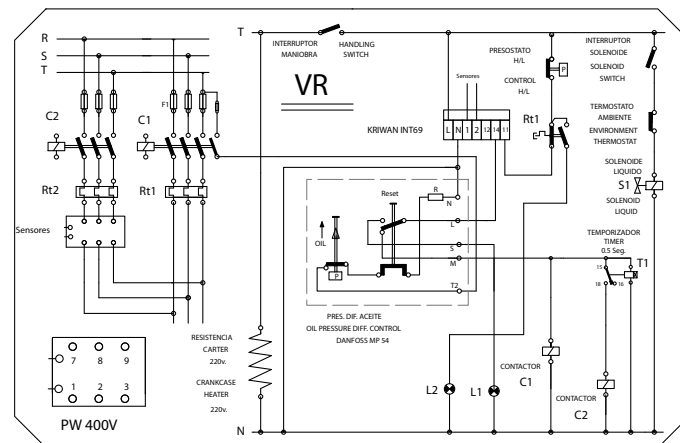 R
S
T
C2
C1
F1
Rt2
Rt1
Sensores
7 8 9
1 2 3
PW 400V
T
INTERRUPTOR
MANIOBRA
HANDLING
SWITCH
VR
Sensores
L N 1 2 12 14 11
KRIWAN INT69
PRESOSTATO
H/L
CONTROL
H/L
P
Rt1
INTERRUPTOR
SOLENOIDE
SOLENOID
SWITCH
TERMOSTATO
AMBIENTE
ENVIRONMENT
THERMOSTAT
SOLENOIDE
LIQUIDO
S1
SOLENOID
LIQUID
TEMPORIZADOR
TIMER
0.5 Seg.
T1
15
18 16
Reset
R
N
OIL
L
S
M
P
T2
PRES. DIF. ACEITE
OIL PRESSURE DIFF. CONTROL
DANFOSS MP 54
RESISTENCIA
CARTER
220v.
CRANKCASE
HEATER
220v.
L2
L1
CONTACTOR
C1
CONTACTOR
C2
N